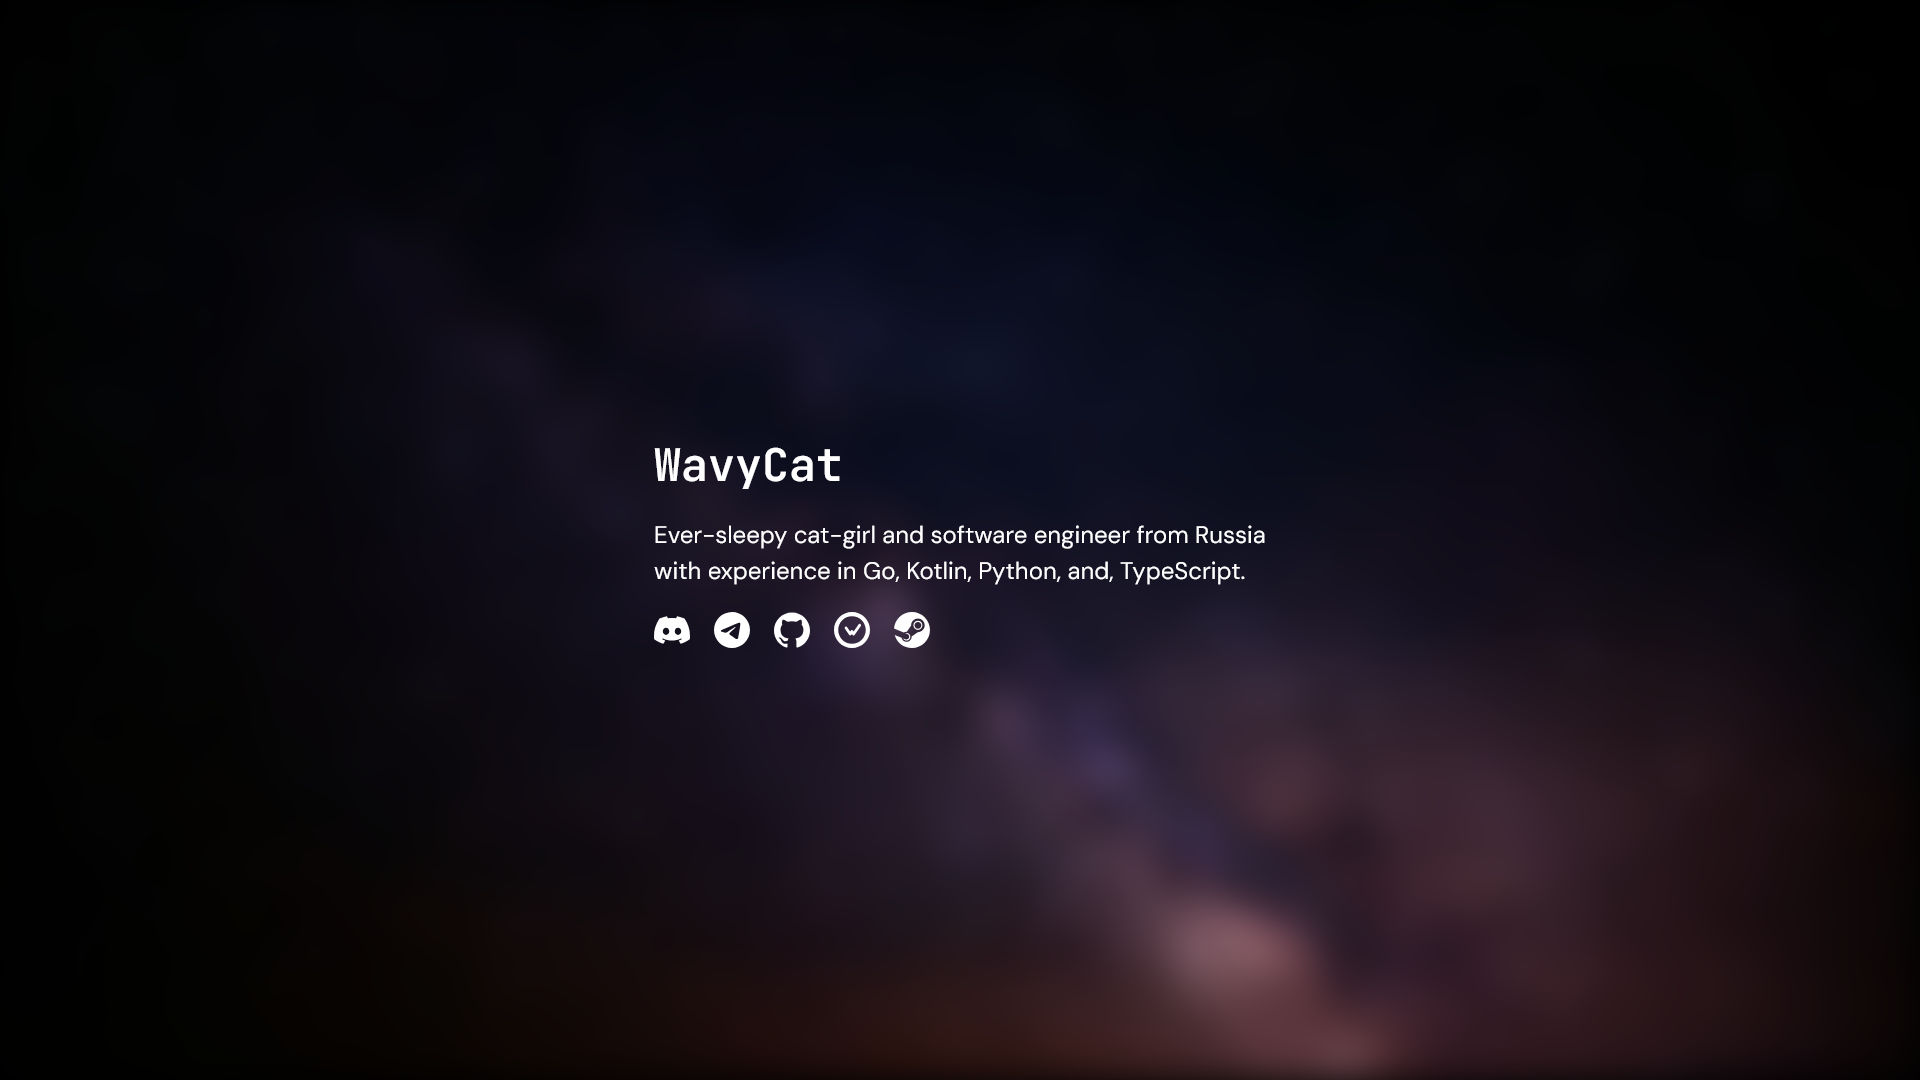 WavyCat
Ever-sleepy cat-girl and software engineer from Russia
with experience in Go, Kotlin, Python, and, TypeScript.